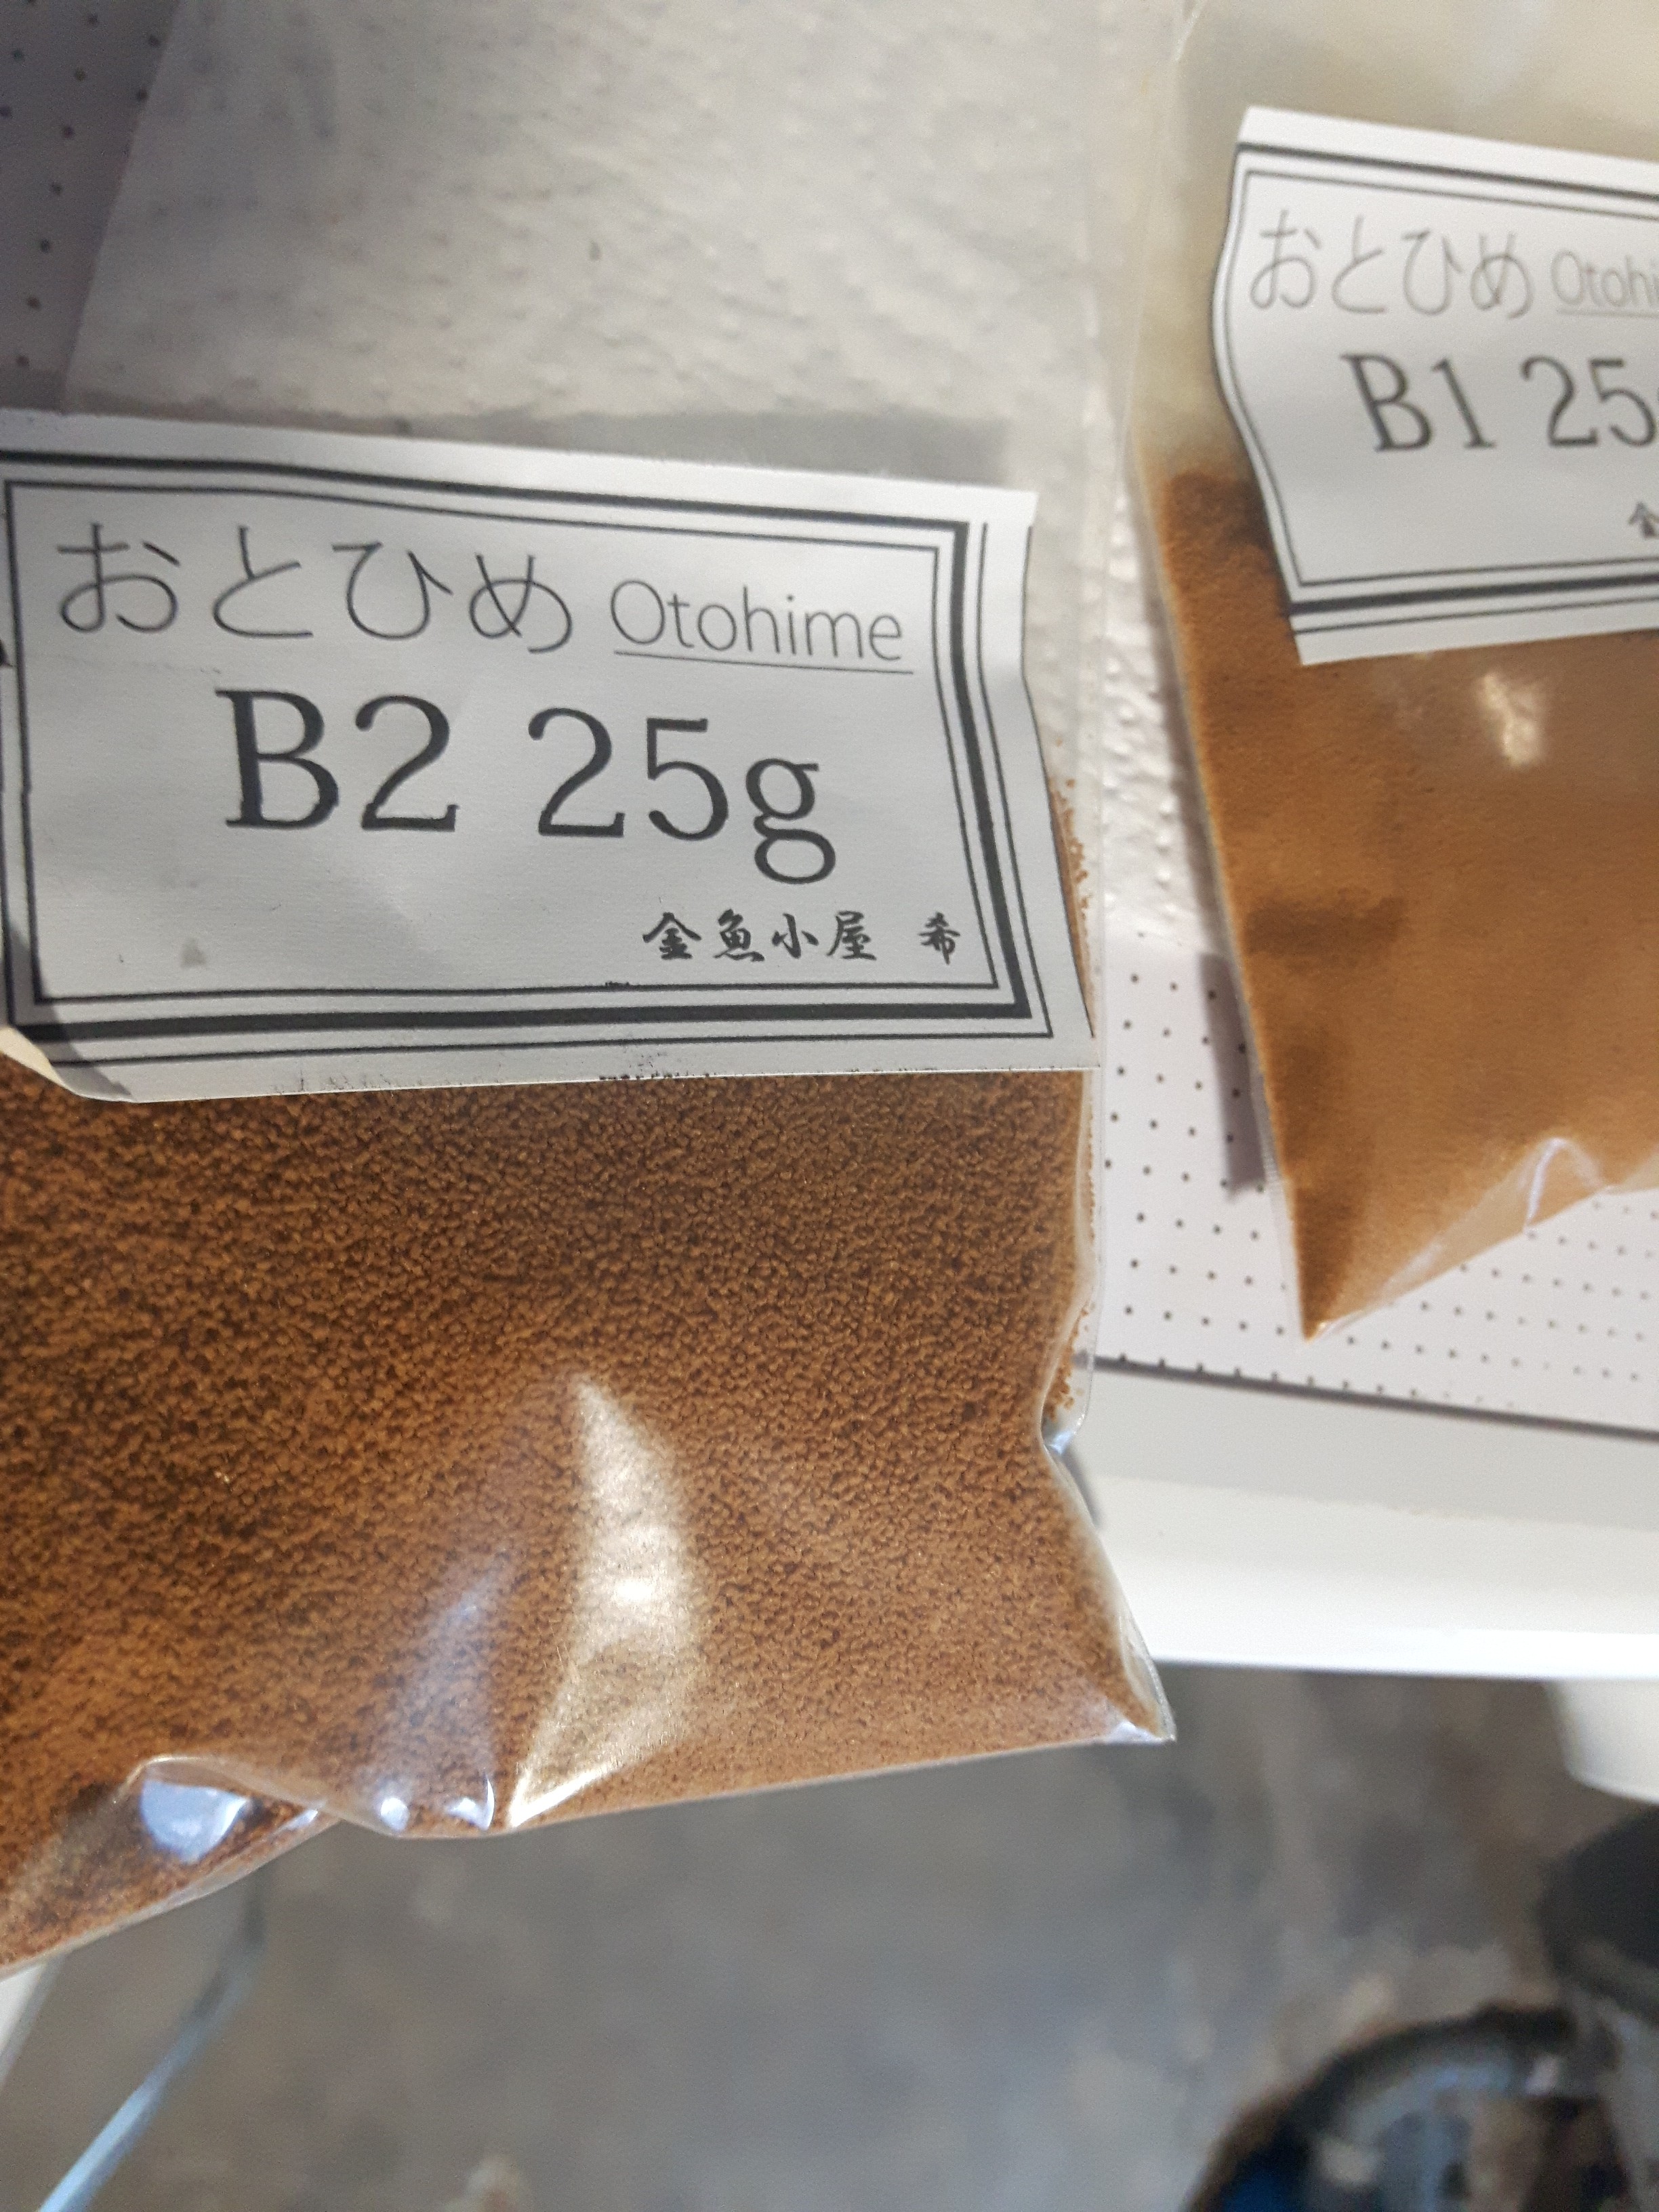 おとひめ Otohime
B2 25g
金魚小屋 希
おとひめ Otohi
B1 25
金